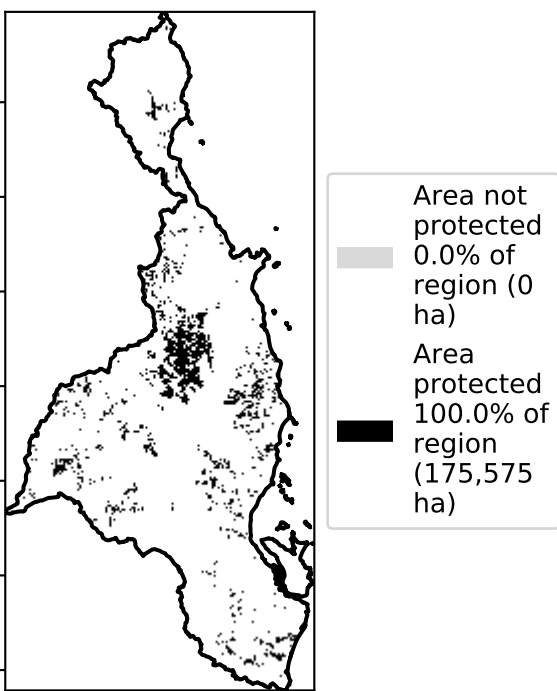 Area not
protected
0.0% of
region (0
ha)
Area
protected
100.0% of
region
(175,575
ha)